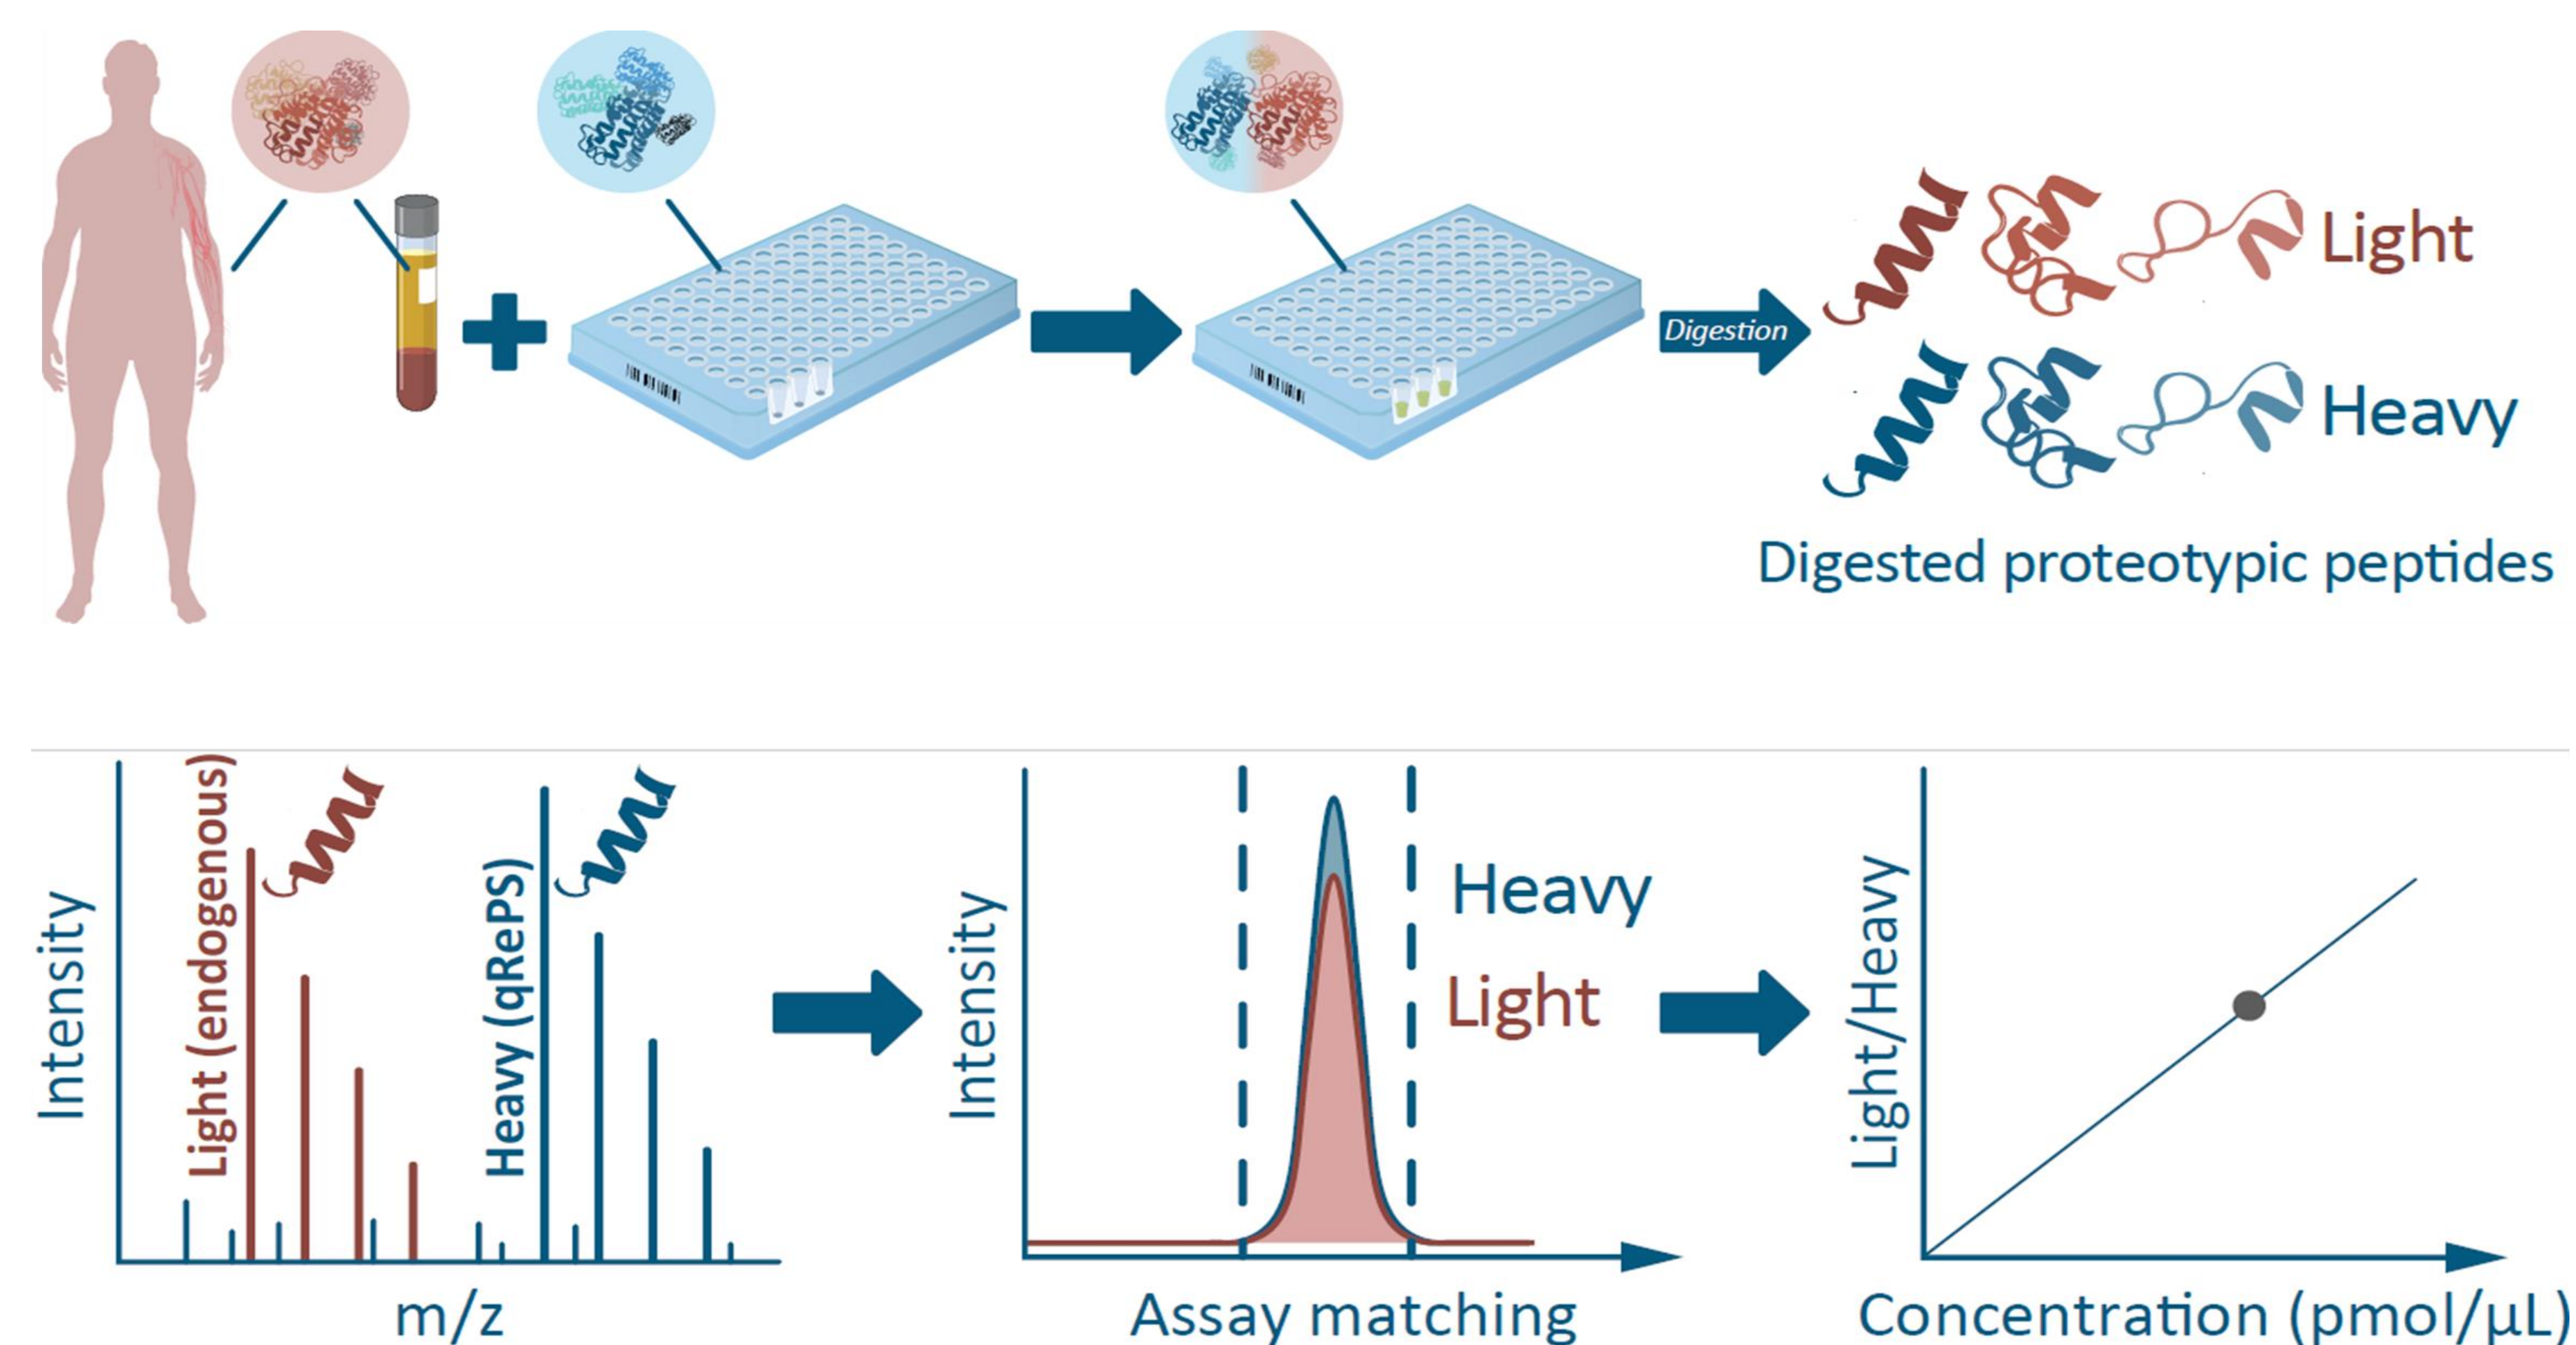 Digestion
Light
Heavy
Digested proteotypic peptides
Intensity
Light (endogenous)
Heavy (qRePS)
m/z
Intensity
Heavy
Light
Assay matching
Light/Heavy
Concentration (pmol/µL)